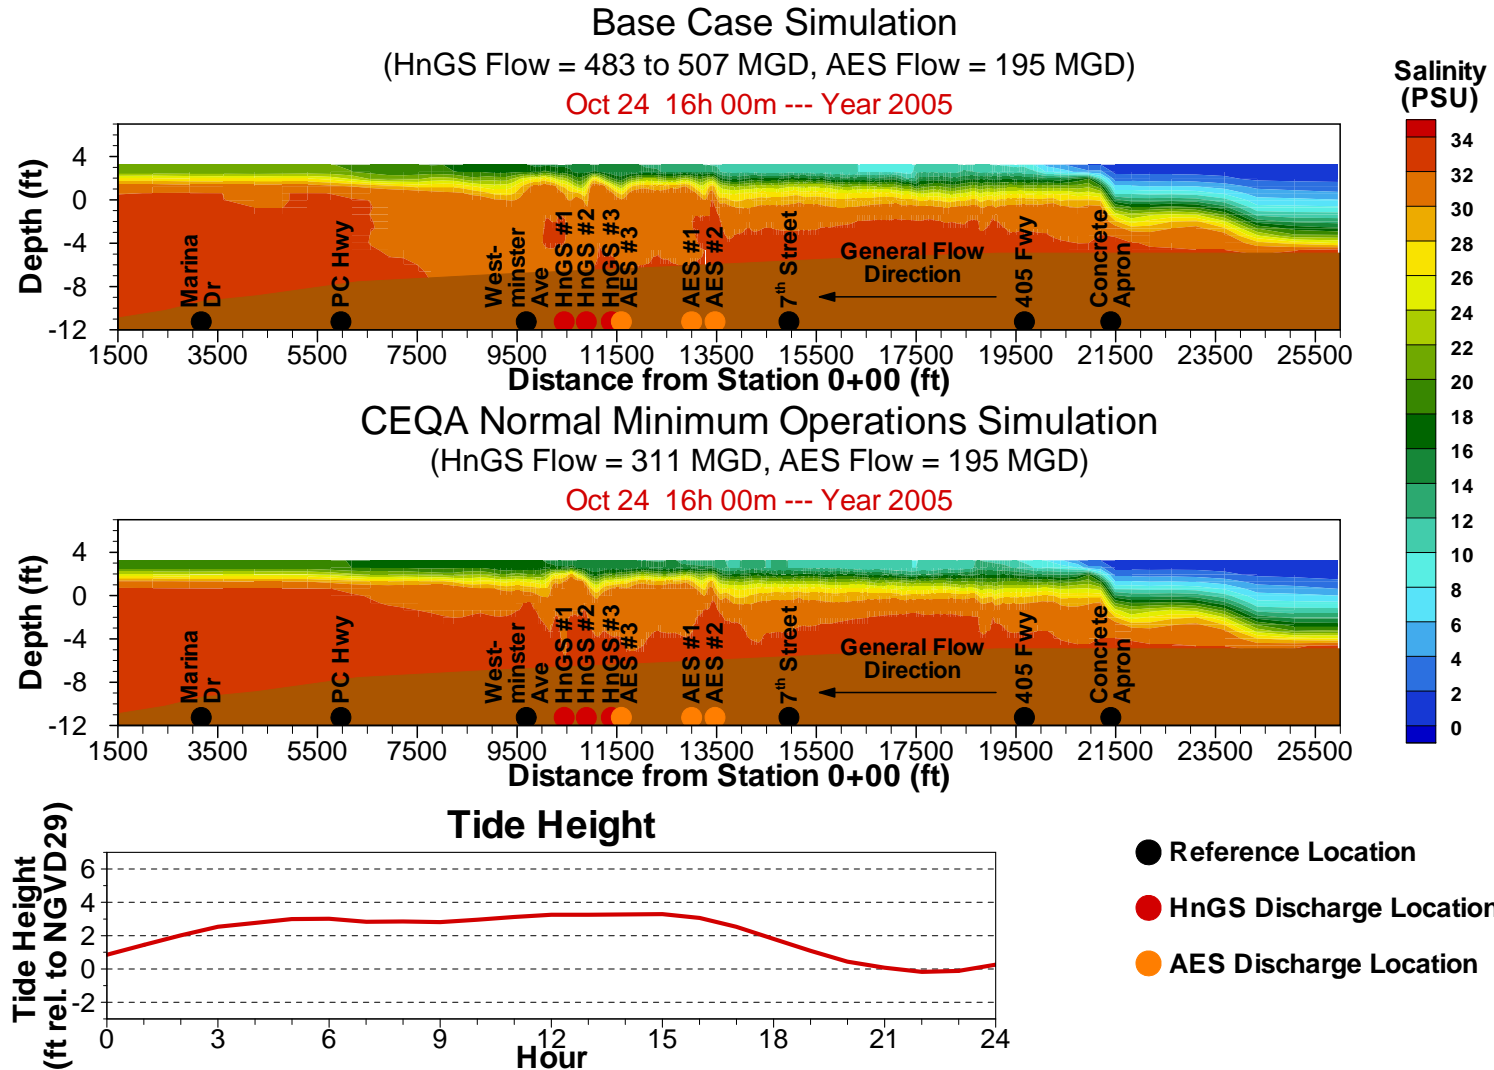 Base Case Simulation
(HnGS Flow = 483 to 507 MGD, AES Flow = 195 MGD)
Oct 24 16h 00m --- Year 2005
Salinity
(PSU)
34
32
30
28
26
24
22
20
18
16
14
12
10
8
6
4
2
0
Depth (ft)
4
0
-4
-8
-12
Marina
Dr
PC Hwy
West-
minster
Ave
HnGS #1
HnGS #2
HnGS #3
AES #3
AES #1
AES #2
7th Street
General Flow
Direction
405 Fwy
Concrete
Apron
1500 3500 5500 7500 9500 11500 13500 15500 17500 19500 21500 23500 25500
Distance from Station 0+00 (ft)
CEQA Normal Minimum Operations Simulation
(HnGS Flow = 311 MGD, AES Flow = 195 MGD)
Oct 24 16h 00m --- Year 2005
Depth (ft)
4
0
-4
-8
-12
Marina
Dr
PC Hwy
West-
minster
Ave
HnGS #1
HnGS #2
HnGS #3
AES #3
AES #1
AES #2
7th Street
General Flow
Direction
405 Fwy
Concrete
Apron
1500 3500 5500 7500 9500 11500 13500 15500 17500 19500 21500 23500 25500
Distance from Station 0+00 (ft)
Tide Height
Tide Height
(ft rel. to NGVD29)
6
4
2
0
-2
0 3 6 9 12 15 18 21 24
Hour
Reference Location
HnGS Discharge Location
AES Discharge Location